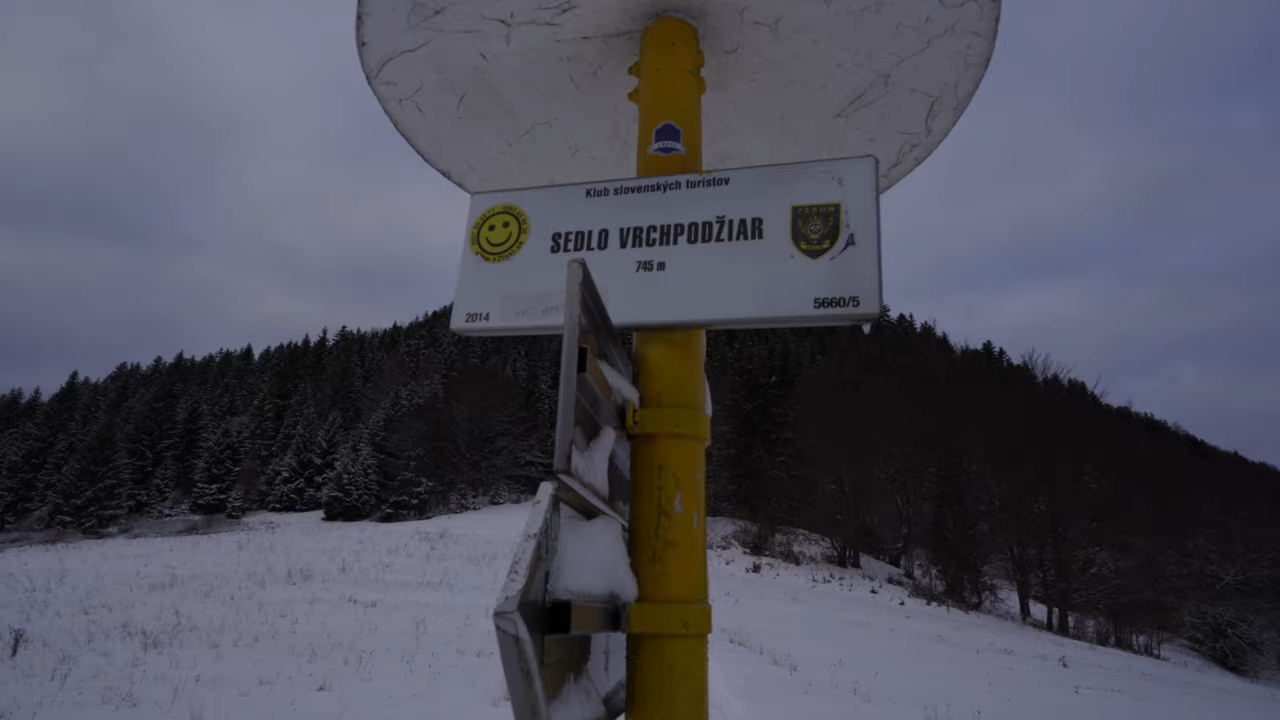 Klub slovenských turistov
SEDLO VRCHPODŽIAR
745 m
2014
5660/5